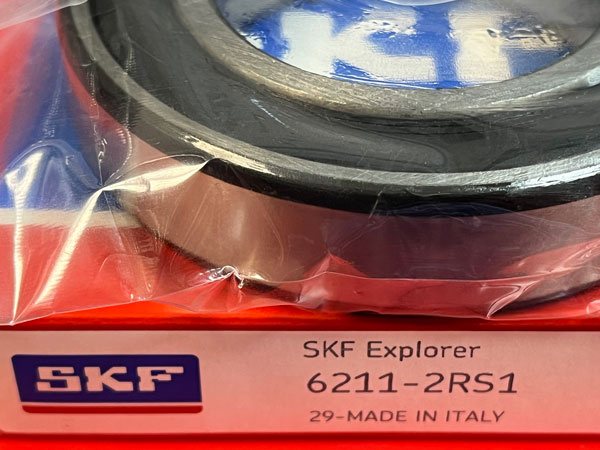 SKF
SKF Explorer
6211-2RS1
29-MADE IN ITALY